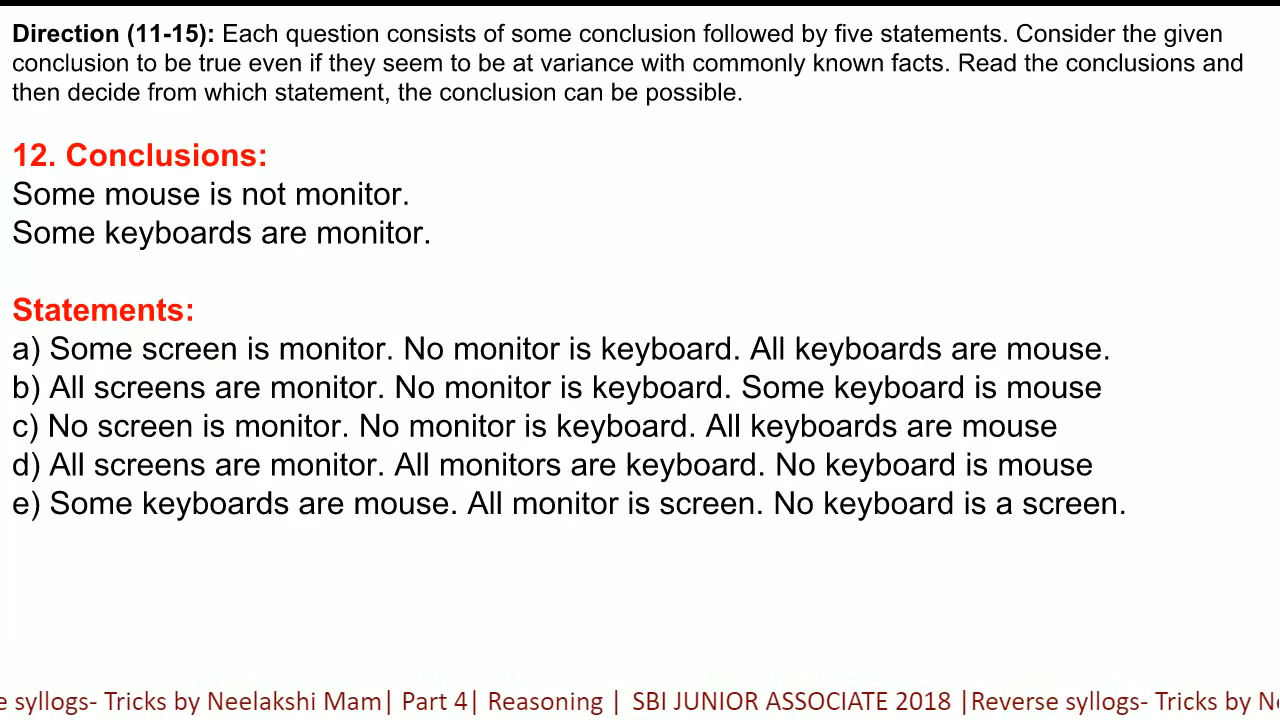 Direction (11-15): Each question consists of some conclusion followed by five statements. Consider the given
conclusion to be true even if they seem to be at variance with commonly known facts. Read the conclusions and
then decide from which statement, the conclusion can be possible.
12. Conclusions:
Some mouse is not monitor.
Some keyboards are monitor.
Statements:
a) Some screen is monitor. No monitor is keyboard. All keyboards are mouse.
b) All screens are monitor. No monitor is keyboard. Some keyboard is mouse
c) No screen is monitor. No monitor is keyboard. All keyboards are mouse
d) All screens are monitor. All monitors are keyboard. No keyboard is mouse
e) Some keyboards are mouse. All monitor is screen. No keyboard is a screen.
e syllogs- Tricks by Neelakshi Mam| Part 4| Reasoning | SBI JUNIOR ASSOCIATE 2018 |Reverse syllogs- Tricks by Ne